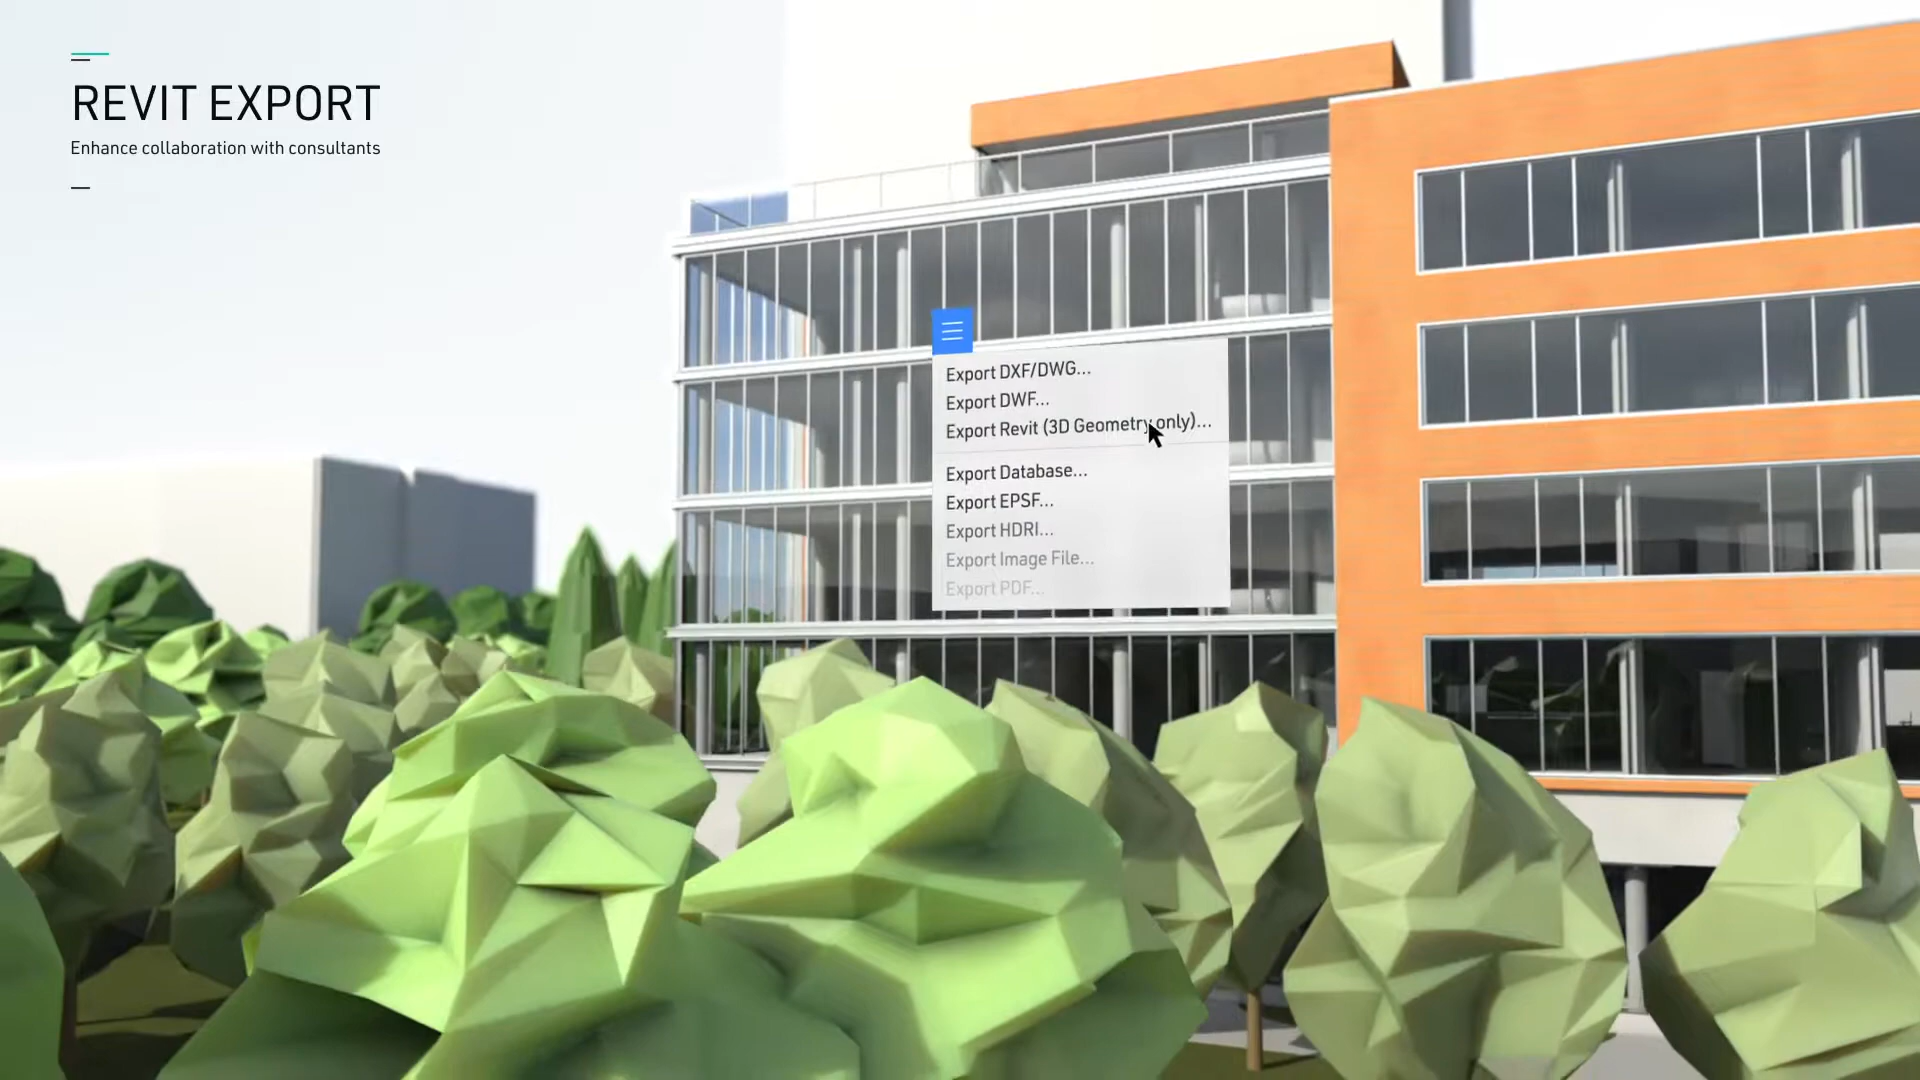 REVIT EXPORT
Enhance collaboration with consultants
Export DXF/DWG...
Export DWF...
Export Revit (3D Geometry only)...
Export Database...
Export EPSF...
Export HDRI...
Export Image File...
Export PDF...